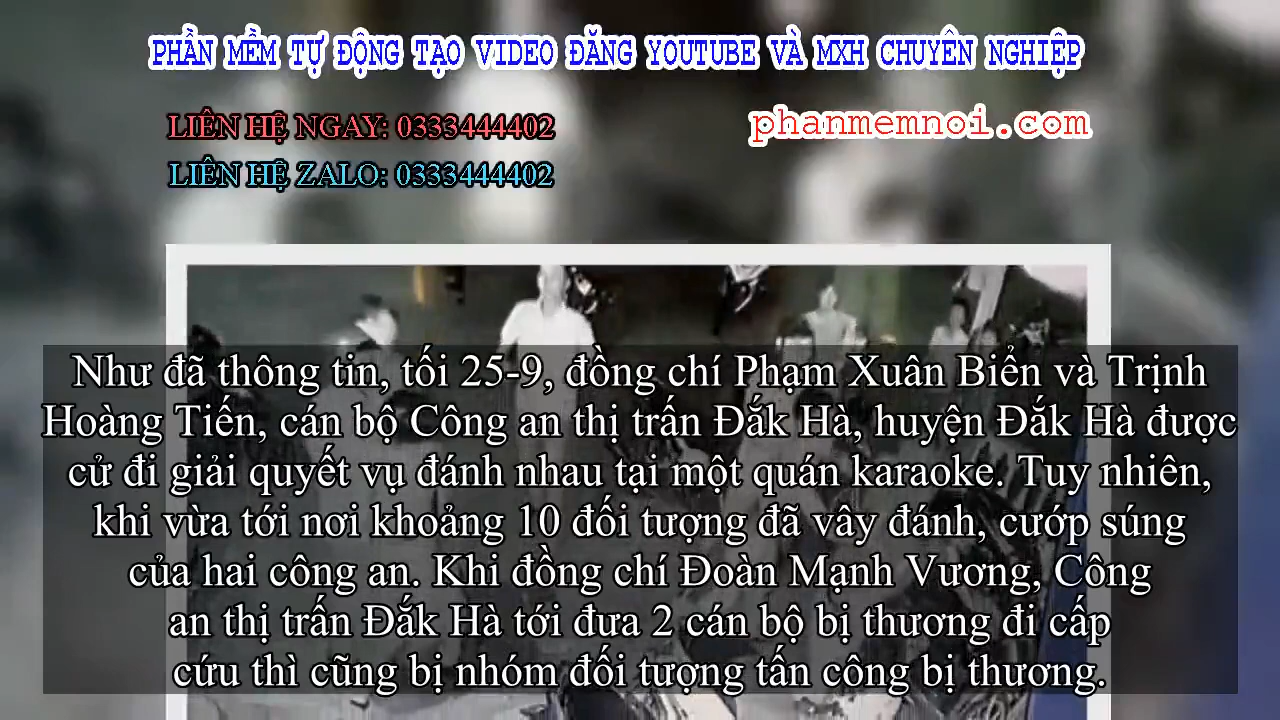 PHẦN MỀM TỰ ĐỘNG TẠO VIDEO ĐĂNG YOUTUBE VÀ MXH CHUYÊN NGHIỆP
LIÊN HỆ NGAY: 0333444402
phanmemnoi.com
LIÊN HỆ ZALO: 0333444402
Như đã thông tin, tối 25-9, đồng chí Phạm Xuân Biển và Trịnh
Hoàng Tiến, cán bộ Công an thị trấn Đắk Hà, huyện Đắk Hà được
cử đi giải quyết vụ đánh nhau tại một quán karaoke. Tuy nhiên,
khi vừa tới nơi khoảng 10 đối tượng đã vây đánh, cướp súng
của hai công an. Khi đồng chí Đoàn Mạnh Vương, Công
an thị trấn Đắk Hà tới đưa 2 cán bộ bị thương đi cấp
cứu thì cũng bị nhóm đối tượng tấn công bị thương.